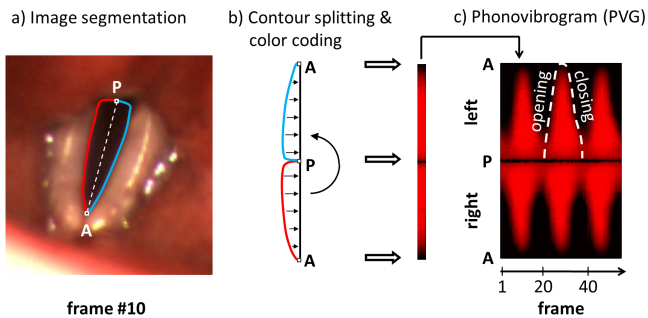 a) Image segmentation
b) Contour splitting &
color coding
c) Phonovibrogram (PVG)
P
A
frame #10
A
P
A
A
left
P
right
A
opening
closing
1 20 40
frame